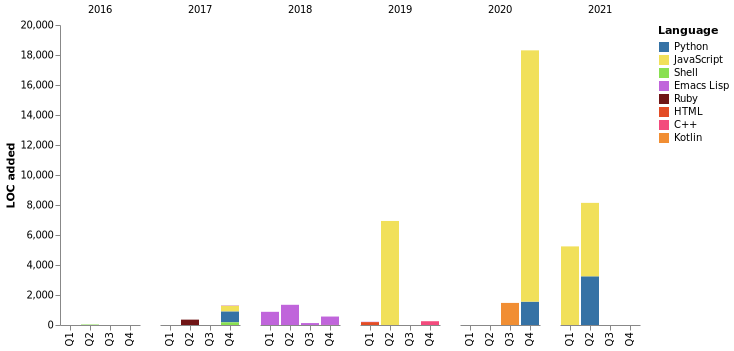 2016 2017 2018 2019 2020 2021
Language
Python
JavaScript
Shell
Emacs Lisp
Ruby
HTML
C++
Kotlin
LOC added
20,000
18,000
16,000
14,000
12,000
10,000
8,000
6,000
4,000
2,000
0
Q1 Q2 Q3 Q4 Q1 Q2 Q3 Q4 Q1 Q2 Q3 Q4 Q1 Q2 Q3 Q4 Q1 Q2 Q3 Q4 Q1 Q2 Q3 Q4